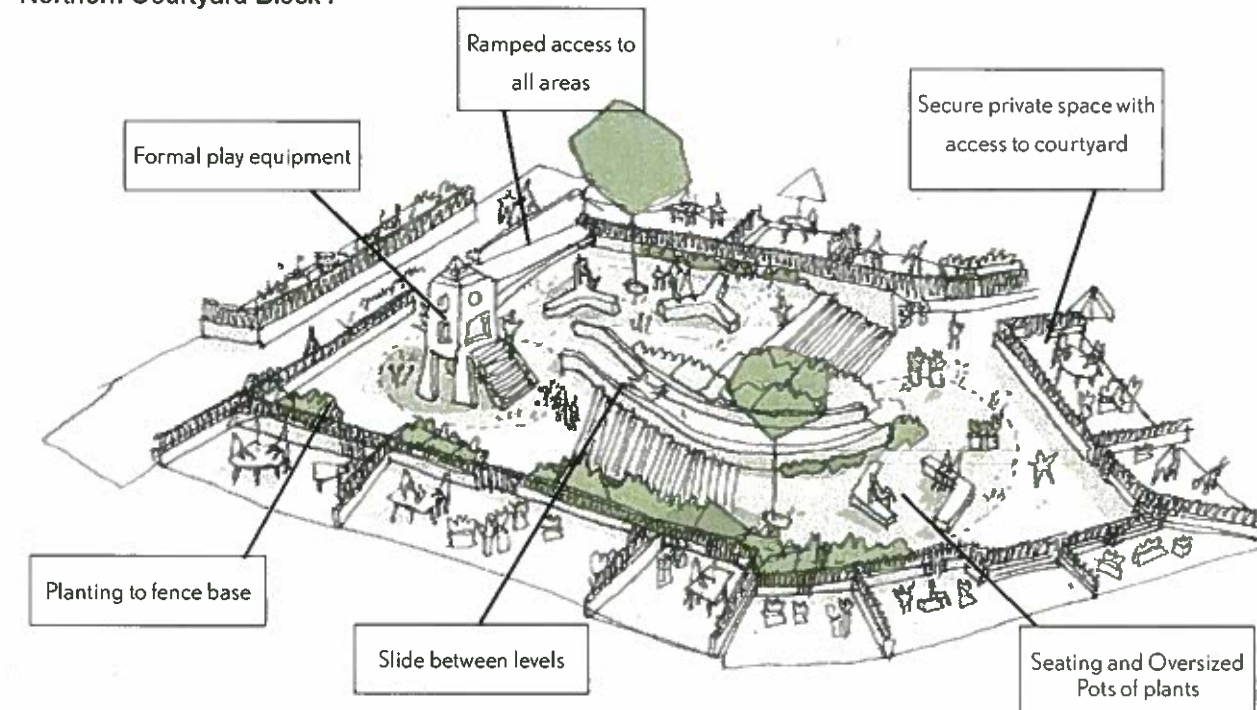 Northern Courtyard Block
Ramped access to
all areas
Secure private space with
access to courtyard
Formal play equipment
Planting to fence base
Slide between levels
Seating and Oversized
Pots of plants